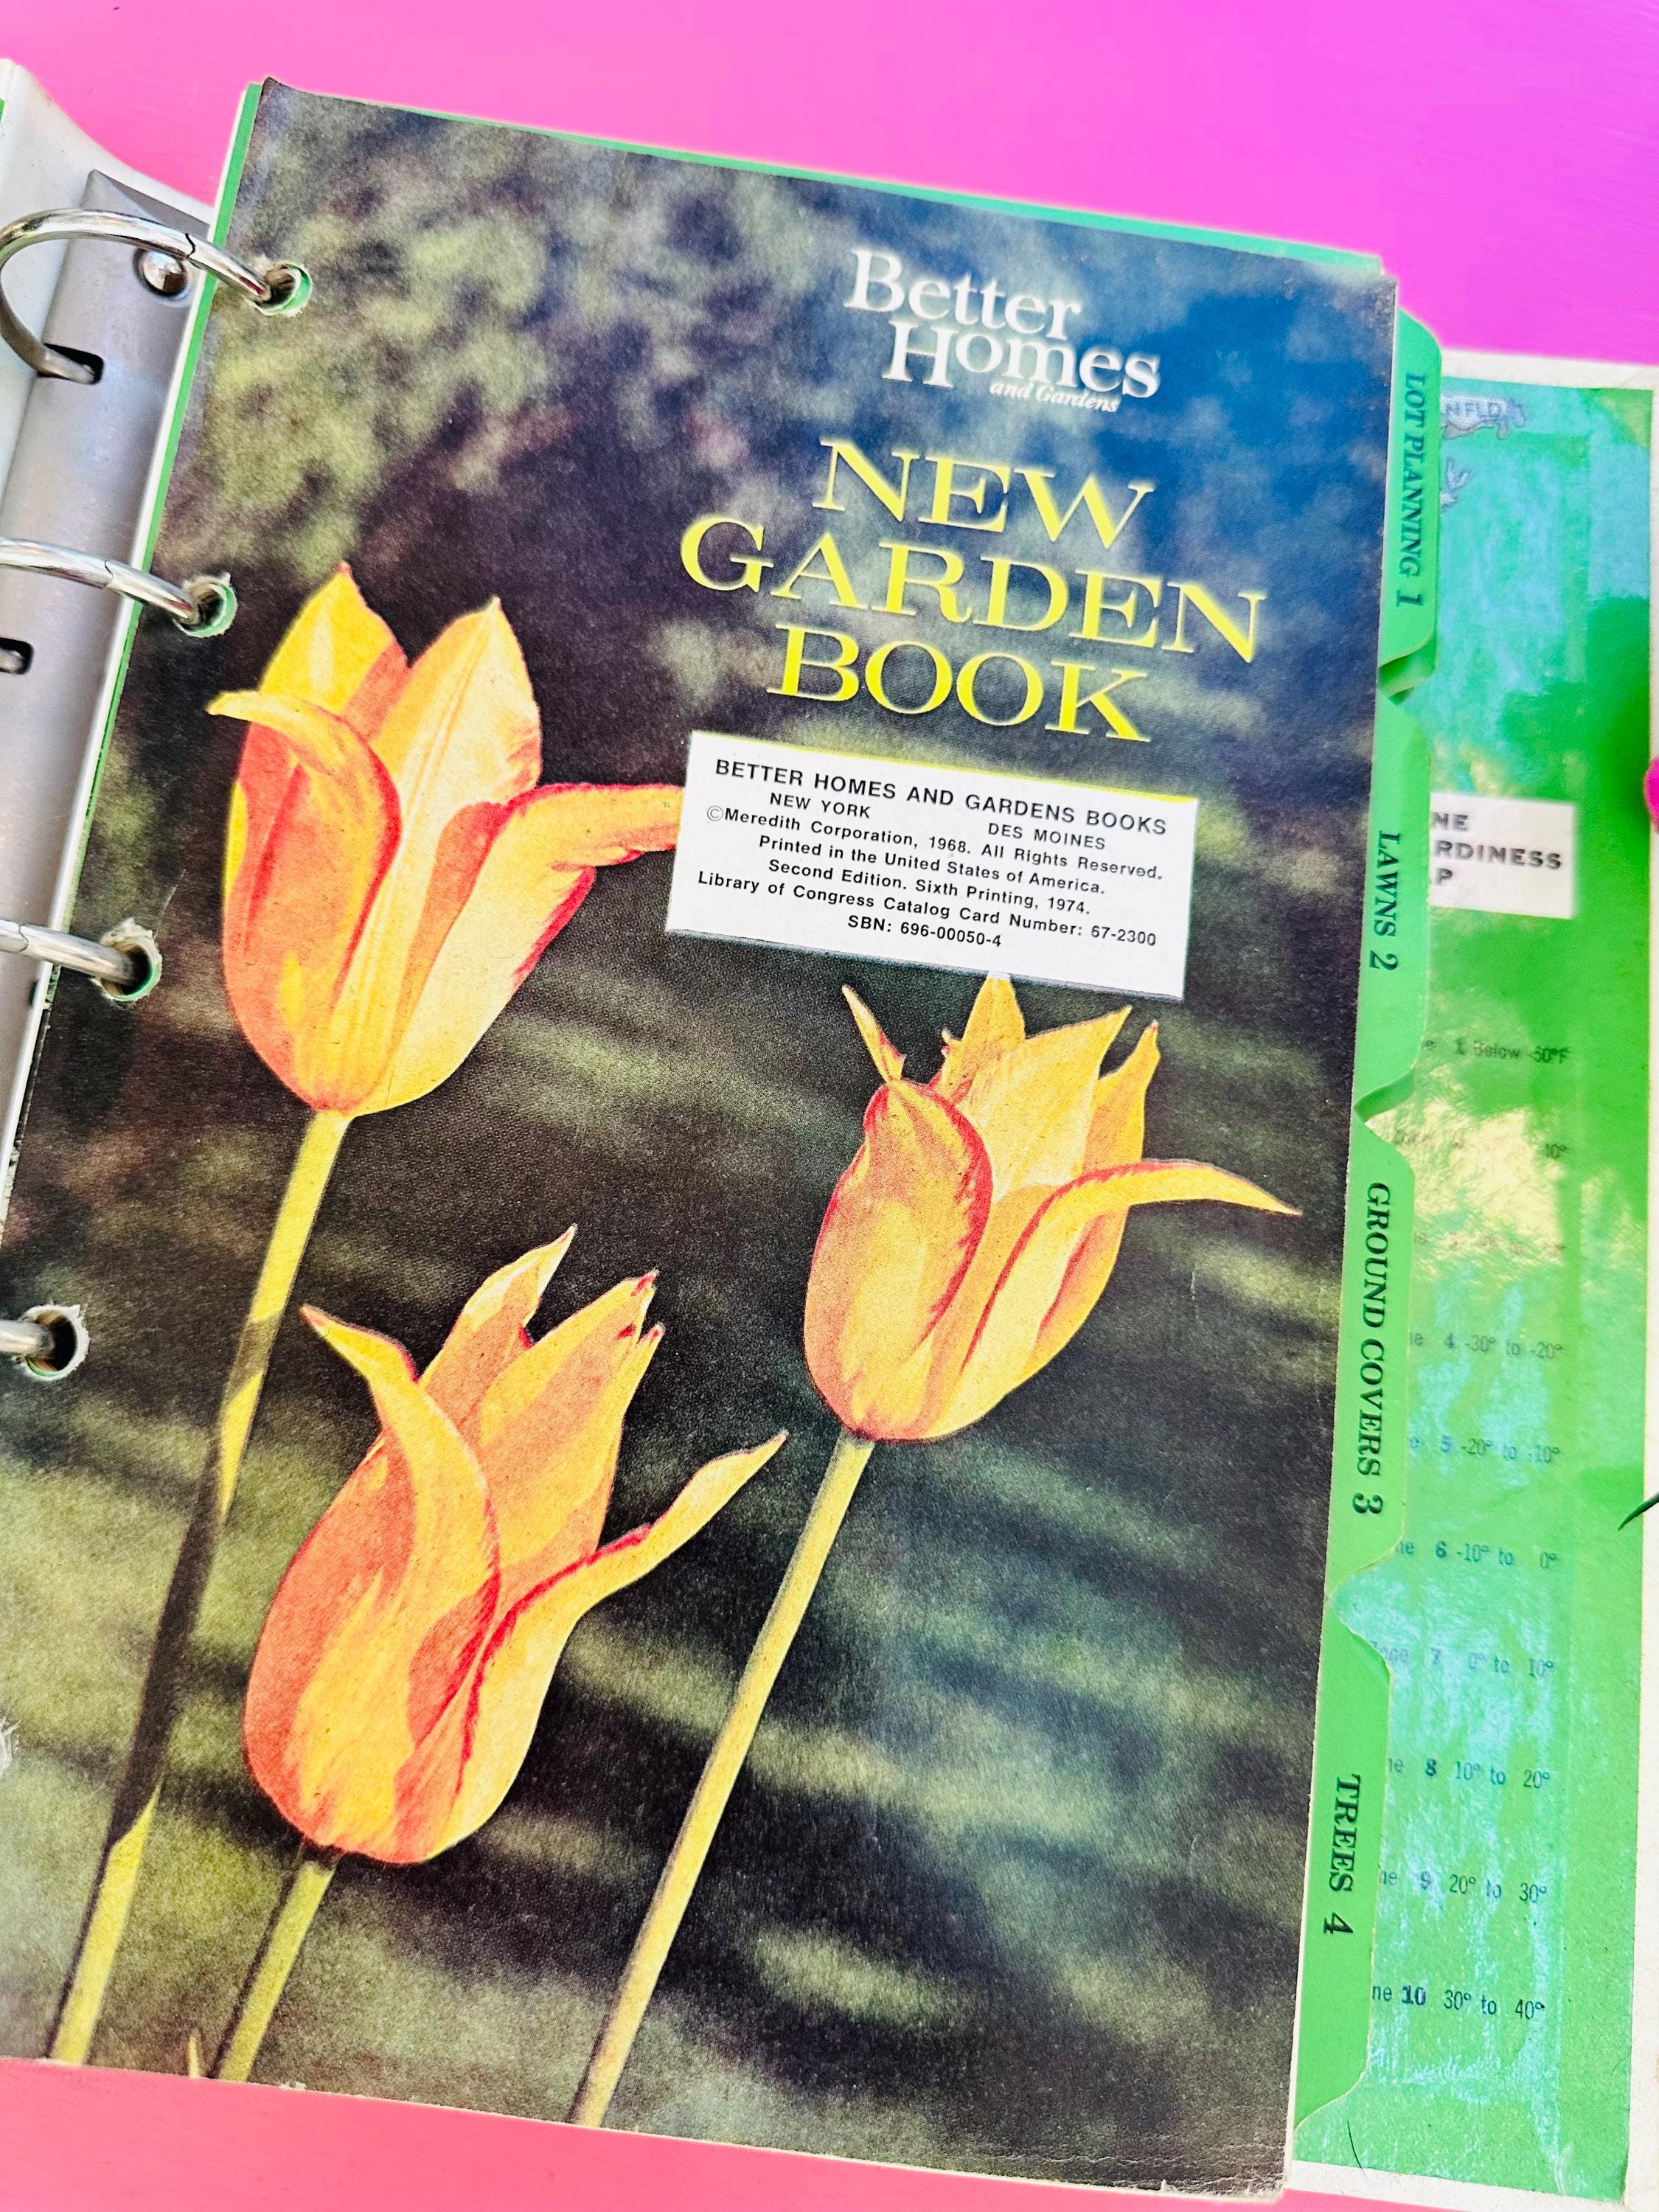 Better
Homes
and Gardens
NEW
GARDEN
BOOK
BETTER HOMES AND GARDENS BOOKS
NEW YORK DES MOINES
©Meredith Corporation, 1968. All Rights Reserved.
Printed in the United States of America.
Second Edition. Sixth Printing, 1974.
Library of Congress Catalog Card Number: 67-2300
SBN: 696-00050-4
LOT PLANNING 1
LAWNS 2
GROUND COVERS 3
TREES 4
NE
RDINESS
P
1 Below -50°F
4 -30° to -20°
5 -20° to -10°
6 -10° to 0°
7 0° to 10°
8 10° to 20°
9 20° to 30°
ne 10 30° to 40°